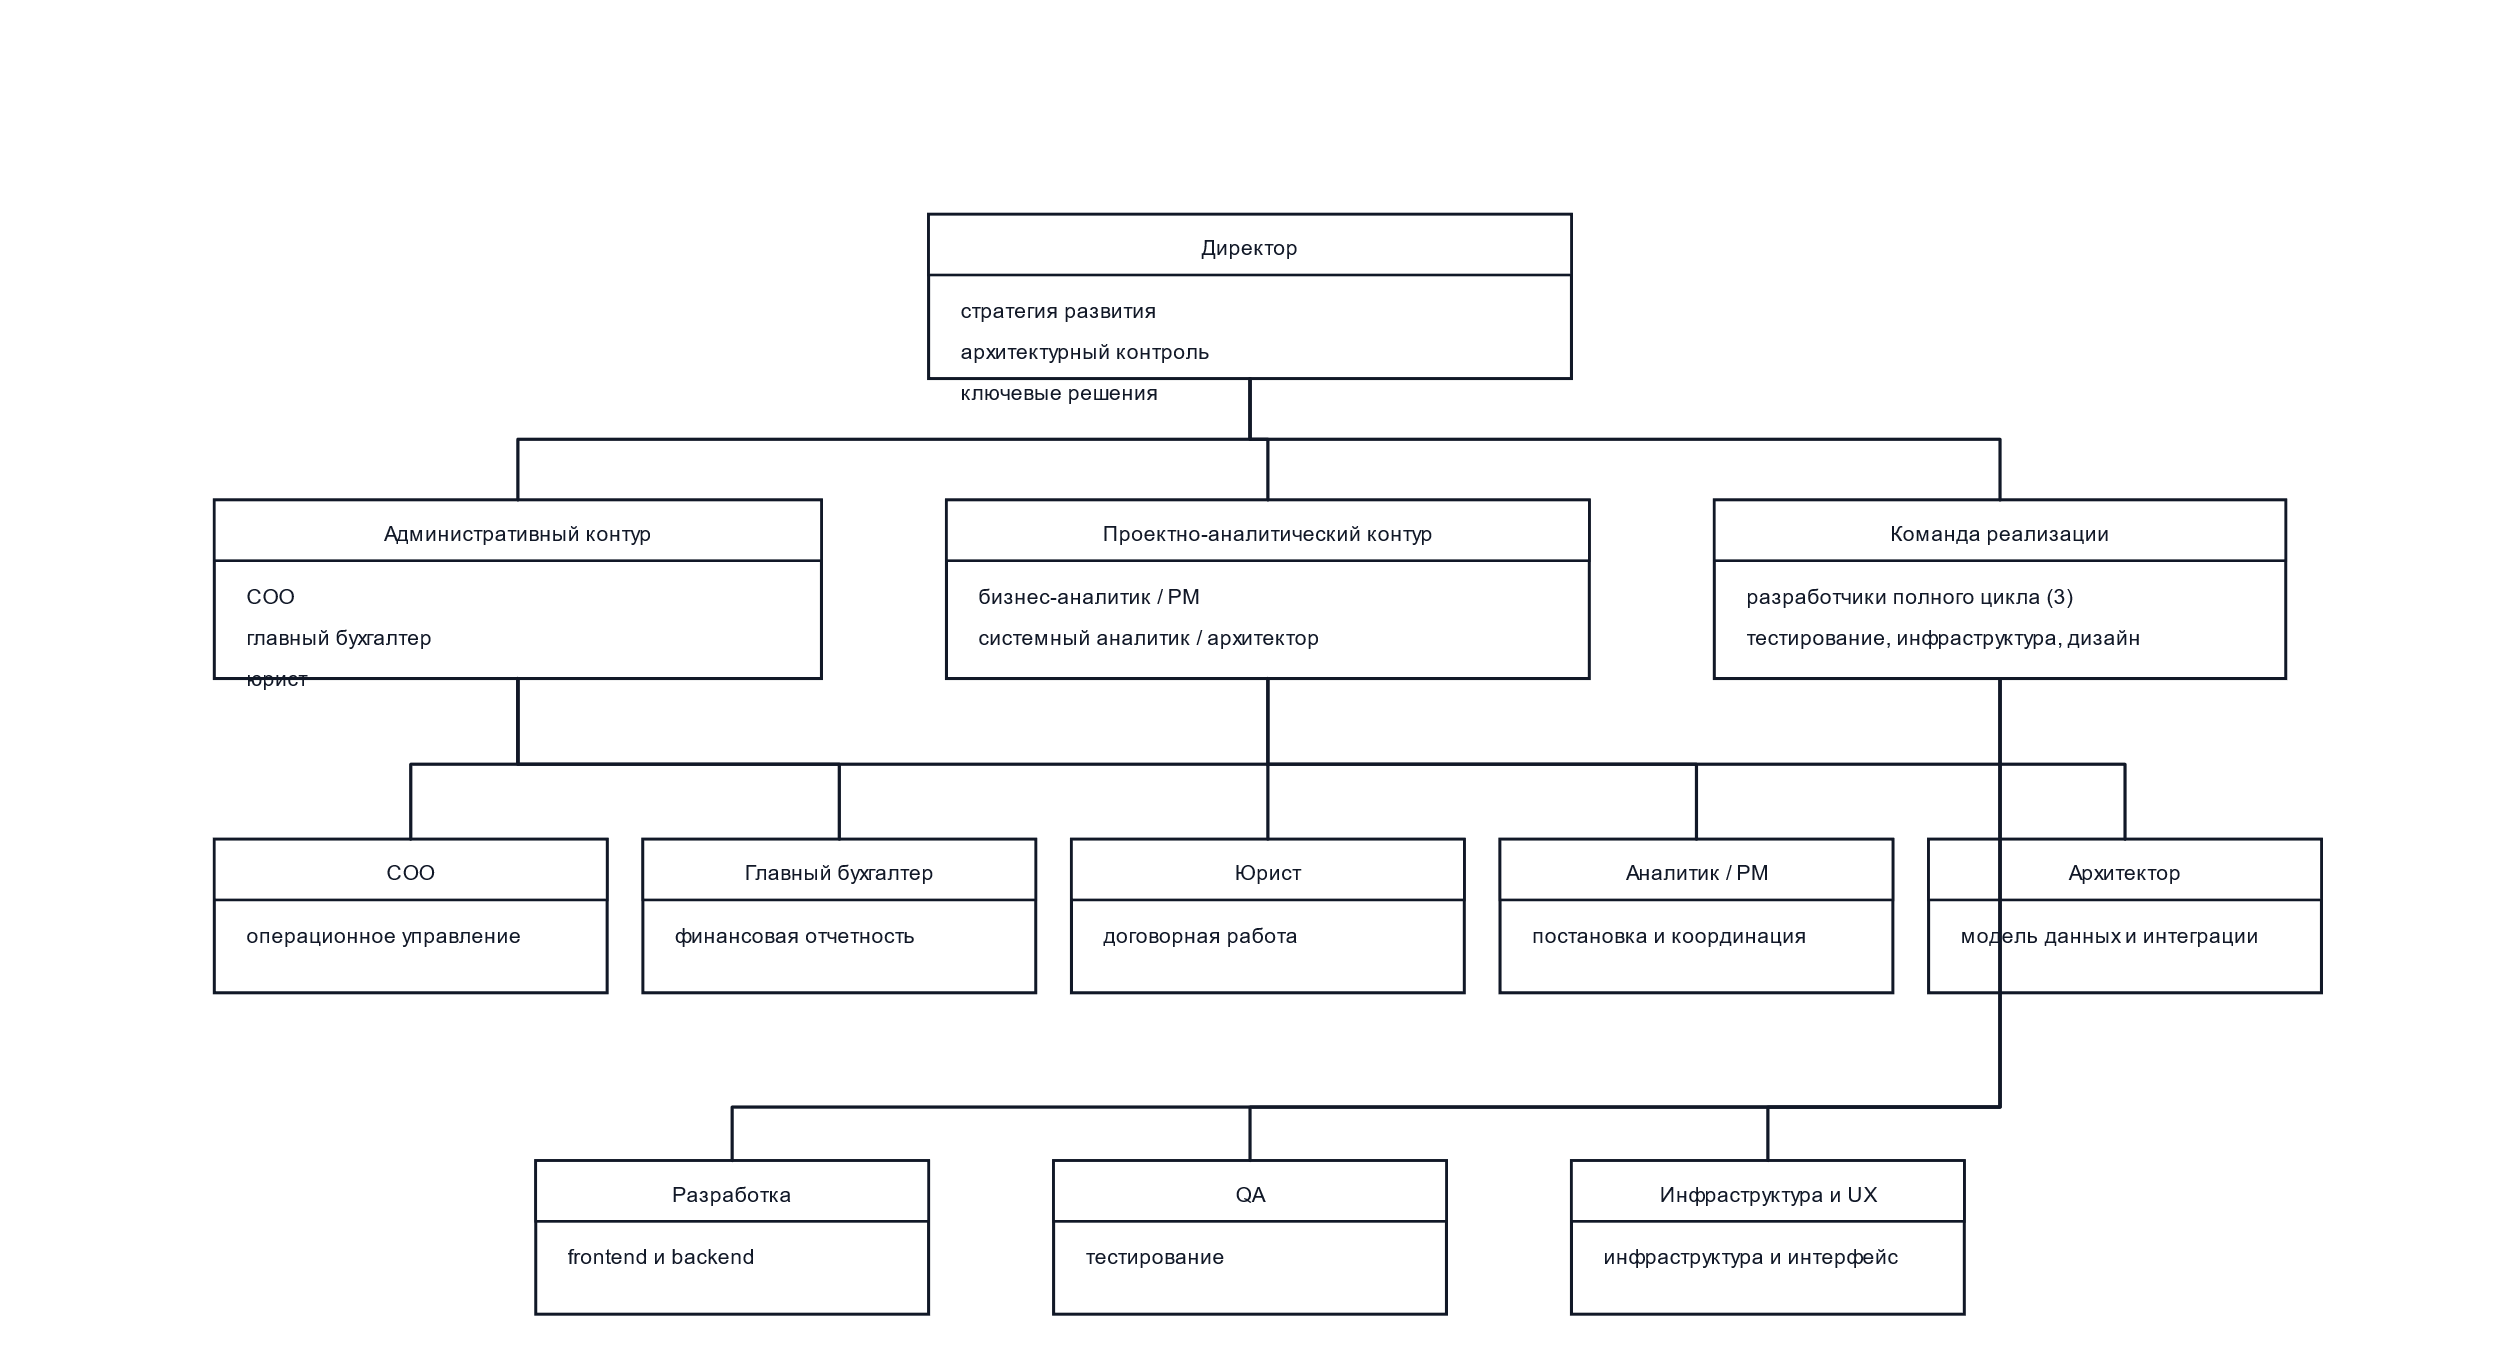 Директор
стратегия развития
архитектурный контроль
ключевые решения
Административный контур
COO
главный бухгалтер
юрист
Проектно-аналитический контур
бизнес-аналитик / PM
системный аналитик / архитектор
Команда реализации
разработчики полного цикла (3)
тестирование, инфраструктура, дизайн
COO
операционное управление
Главный бухгалтер
финансовая отчетность
Юрист
договорная работа
Аналитик / PM
постановка и координация
Архитектор
модель данных и интеграции
Разработка
frontend и backend
QA
тестирование
Инфраструктура и UX
инфраструктура и интерфейс